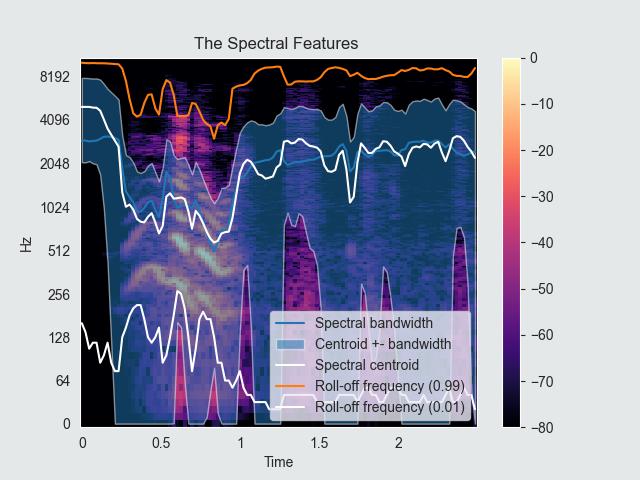 The Spectral Features
8192
4096
2048
1024
512
256
128
64
0
Hz
0
0.5
1
1.5
2
Time
Spectral bandwidth
Centroid +- bandwidth
Spectral centroid
Roll-off frequency (0.99)
Roll-off frequency (0.01)
0
−10
−20
−30
−40
−50
−60
−70
−80